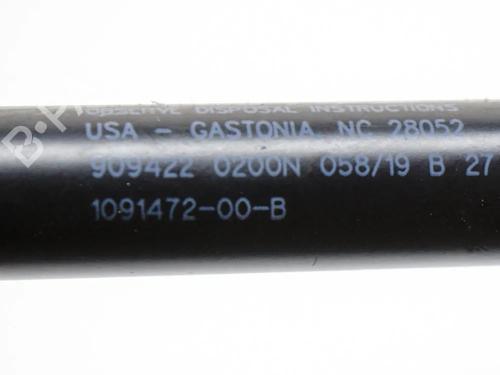 OBSERVE DISPOSAL INSTRUCTIONS
USA - GASTONIA, NC 28052
909422 0200N 058/19 B 27
1091472-00-B
B